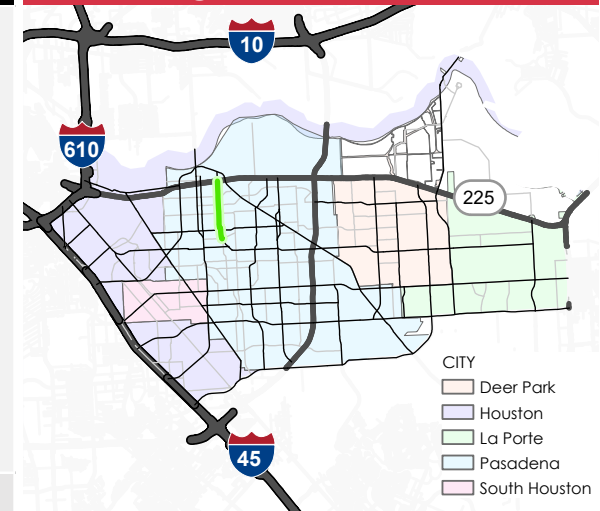 10
610
225
CITY
Deer Park
Houston
La Porte
Pasadena
South Houston
45